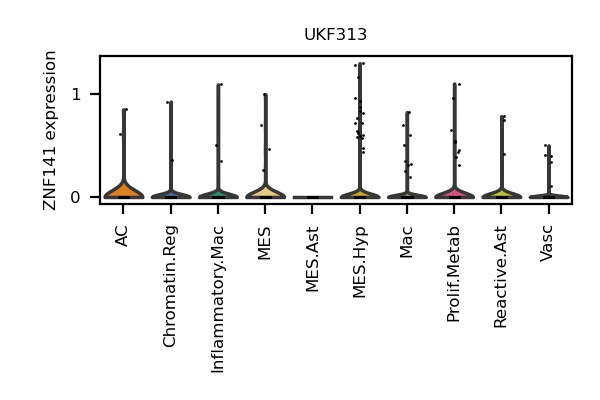 UKF313
ZNF141 expression
1
0
AC
Chromatin.Reg
Inflammatory.Mac
MES
MES.Ast
MES.Hyp
Mac
Prolif.Metab
Reactive.Ast
Vasc